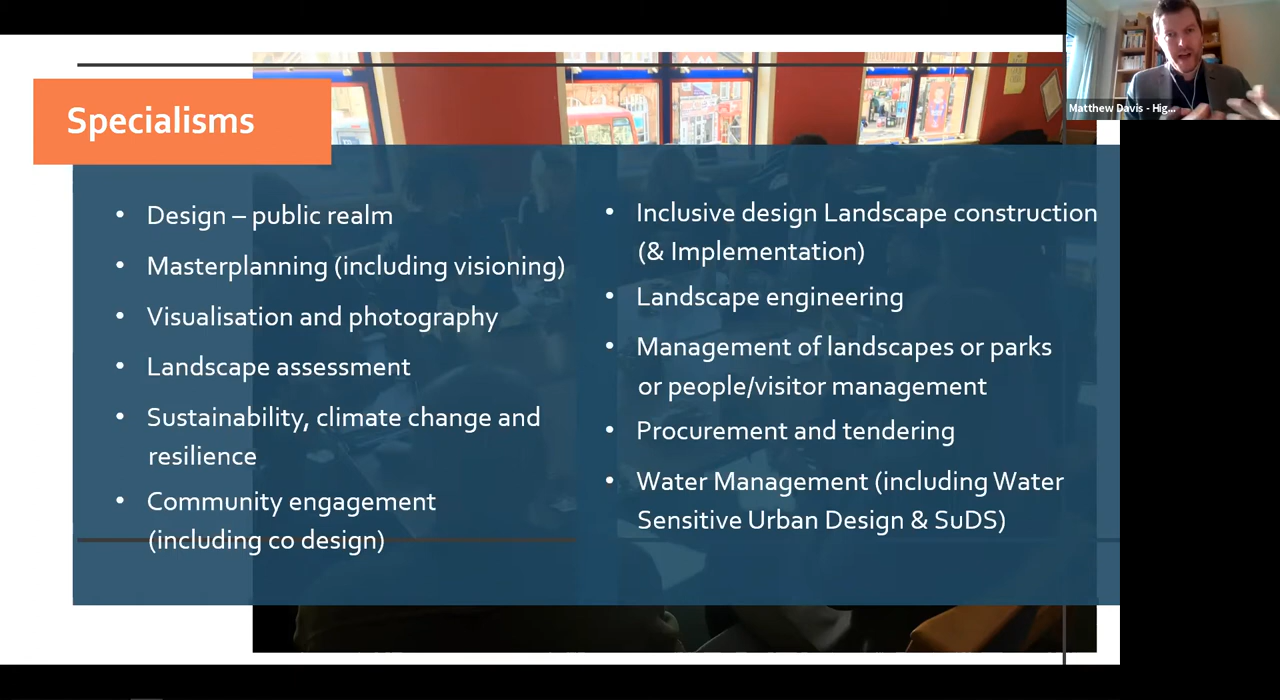 Specialisms
• Design – public realm
• Masterplanning (including visioning)
• Visualisation and photography
• Landscape assessment
• Sustainability, climate change and
resilience
• Community engagement
(including co design)
• Inclusive design Landscape construction
(& Implementation)
• Landscape engineering
• Management of landscapes or parks
or people/visitor management
• Procurement and tendering
• Water Management (including Water
Sensitive Urban Design & SuDS)
Matthew Davis - Hig...